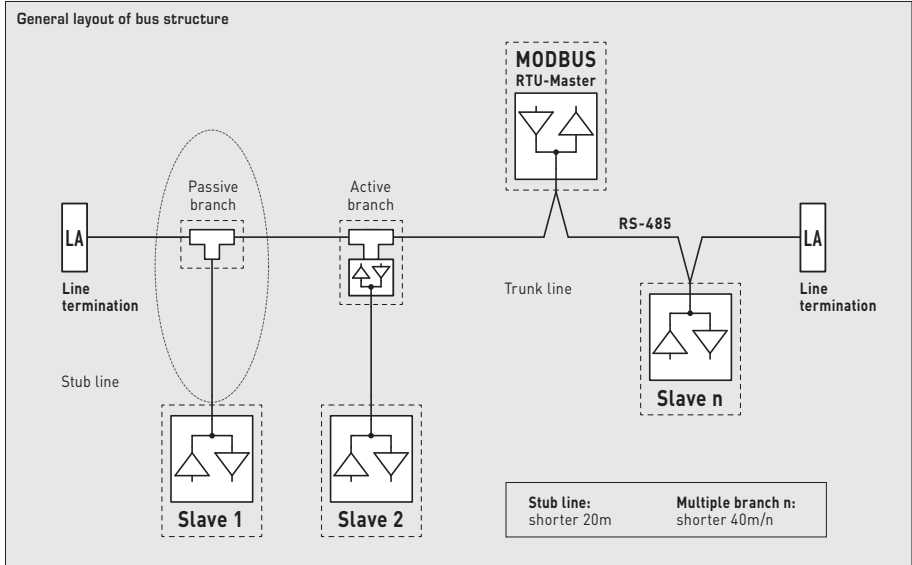 General layout of bus structure
MODBUS
RTU-Master
Passive
branch
Active
branch
LA
RS-485
LA
Line
termination
Trunk line
Line
termination
Stub line
Slave n
Slave 1
Slave 2
Stub line:
shorter 20m
Multiple branch n:
shorter 40m/n